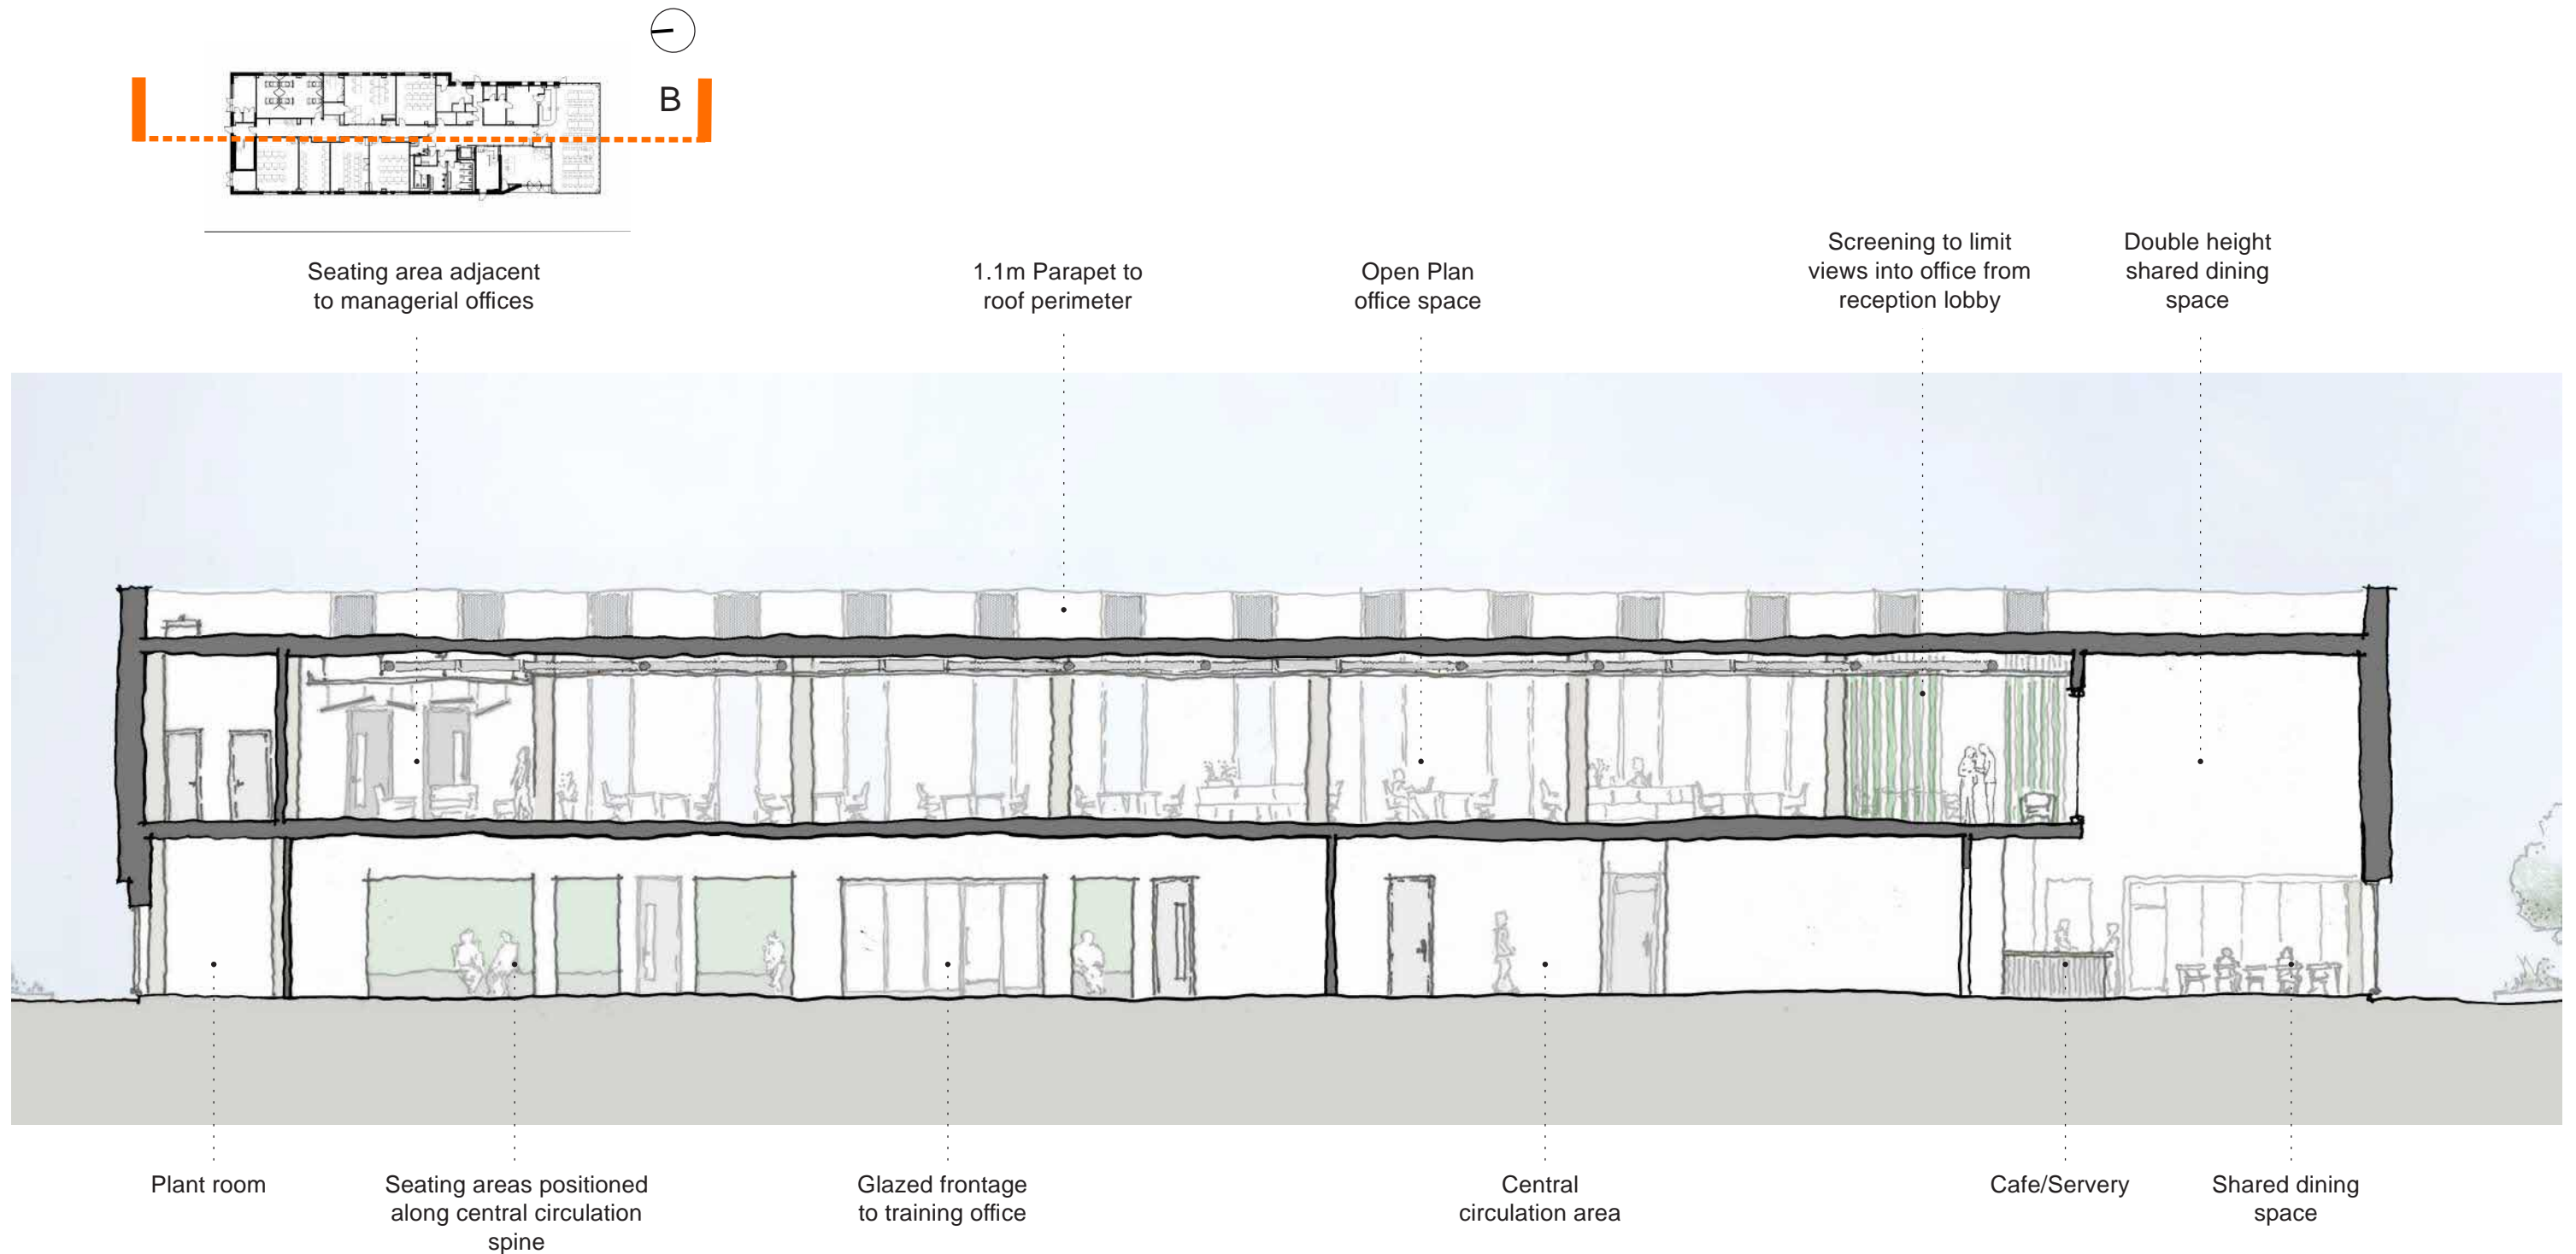 B
Seating area adjacent
to managerial offices
1.1m Parapet to
roof perimeter
Open Plan
office space
Screening to limit
views into office from
reception lobby
Double height
shared dining
space
Plant room
Seating areas positioned
along central circulation
spine
Glazed frontage
to training office
Central
circulation area
Cafe/Servery
Shared dining
space